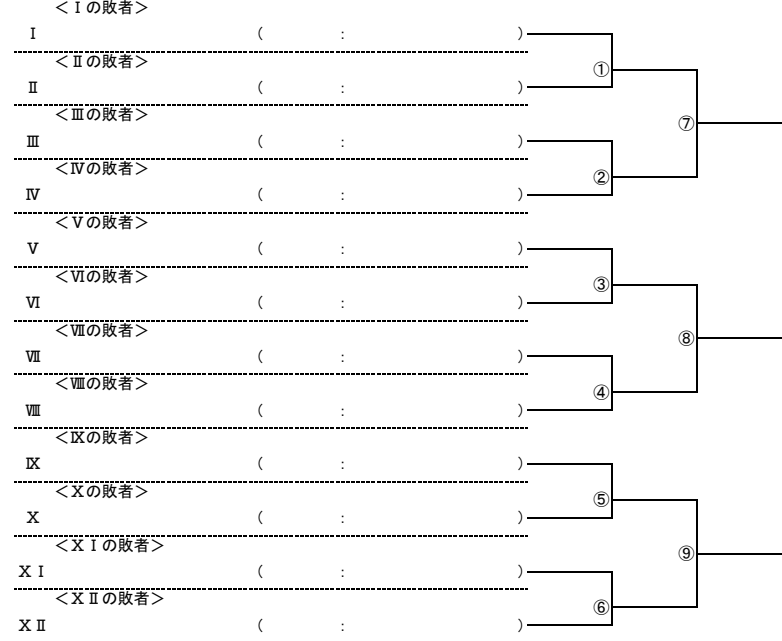 ＜Ⅰの敗者＞
Ⅰ ( : )
①
＜Ⅱの敗者＞
Ⅱ ( : )
⑦
＜Ⅲの敗者＞
Ⅲ ( : )
②
＜Ⅳの敗者＞
Ⅳ ( : )
＜Ⅴの敗者＞
Ⅴ ( : )
③
＜Ⅵの敗者＞
Ⅵ ( : )
⑧
＜Ⅶの敗者＞
Ⅶ ( : )
④
＜Ⅷの敗者＞
Ⅷ ( : )
＜Ⅸの敗者＞
Ⅸ ( : )
⑤
＜Ⅹの敗者＞
Ⅹ ( : )
⑨
＜ⅩⅠの敗者＞
ⅩⅠ ( : )
⑥
＜ⅩⅡの敗者＞
ⅩⅡ ( : )